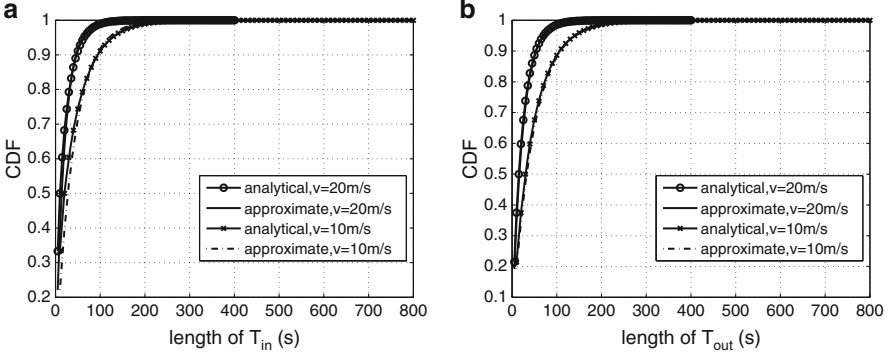 a
1
0.9
0.8
0.7
0.6
0.5
0.4
0.3
0.2
CDF
analytical,v=20m/s
approximate,v=20m/s
analytical,v=10m/s
approximate,v=10m/s
0 100 200 300 400 500 600 700 800
length of T_in (s)
b
1
0.9
0.8
0.7
0.6
0.5
0.4
0.3
0.2
0.1
CDF
analytical,v=20m/s
approximate,v=20m/s
analytical,v=10m/s
approximate,v=10m/s
0 100 200 300 400 500 600 700 800
length of T_out (s)